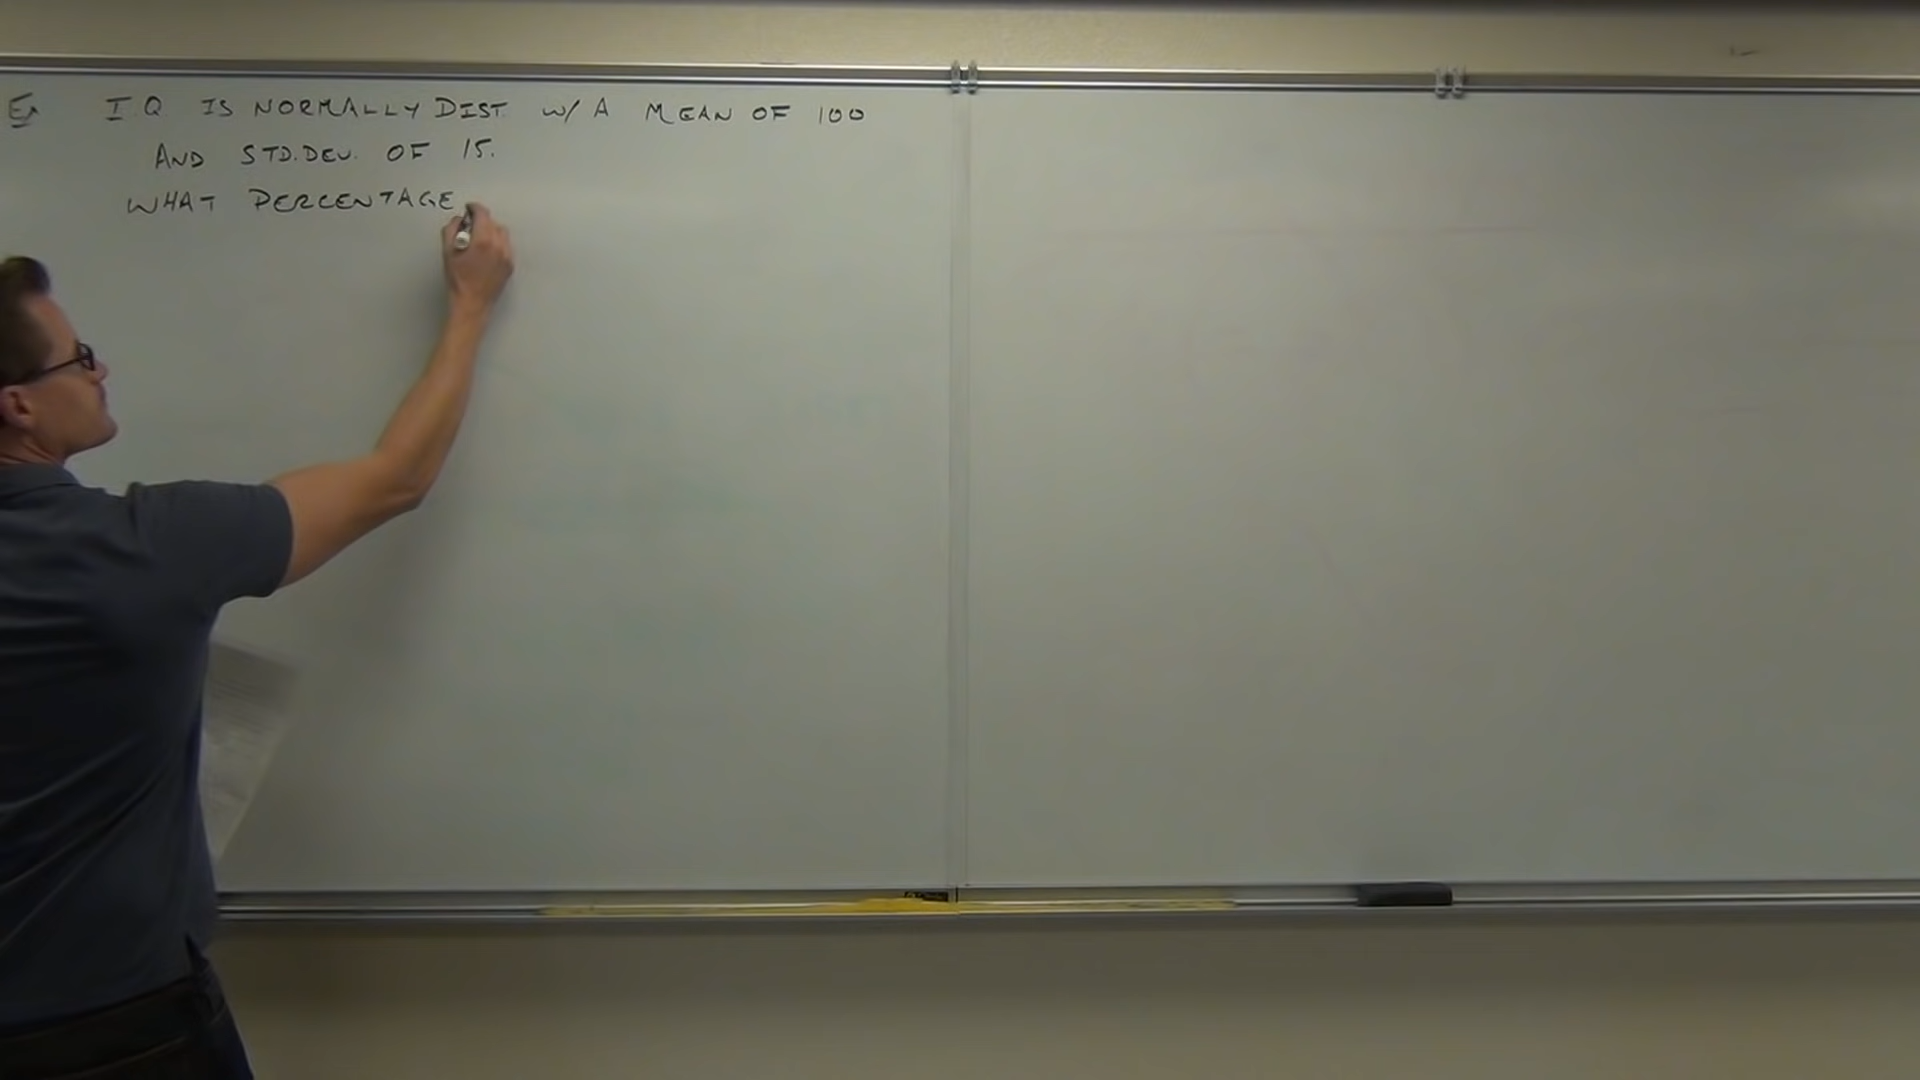 Ex I.Q IS NORMALLY DIST. W/ A MEAN OF 100
AND STD.DEV. OF 15.
WHAT PERCENTAGE